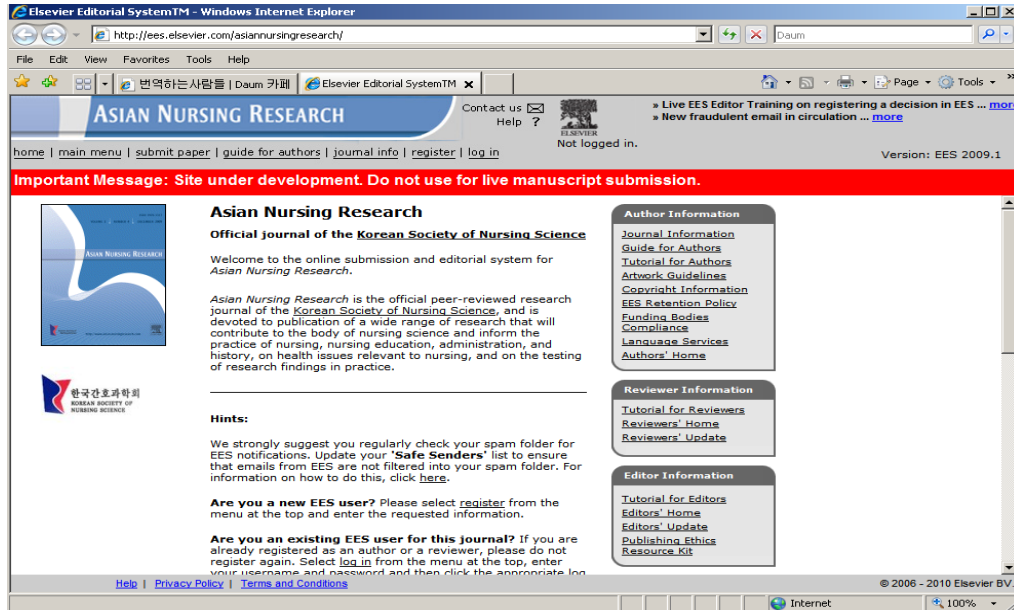 Elsevier Editorial SystemTM - Windows Internet Explorer
http://ees.elsevier.com/asiannursingresearch/
Daum
File Edit View Favorites Tools Help
번역하는사람들 | Daum 카페
Elsevier Editorial SystemTM
Page Tools
ASIAN NURSING RESEARCH
Contact us
Help ?
ELSEVIER
Not logged in.
» Live EES Editor Training on registering a decision in EES ... more
» New fraudulent email in circulation ... more
home | main menu | submit paper | guide for authors | journal info | register | log in
Version: EES 2009.1
Important Message: Site under development. Do not use for live manuscript submission.
ASIAN NURSING RESEARCH
한국간호과학회
KOREAN SOCIETY OF
NURSING SCIENCE
Asian Nursing Research
Official journal of the Korean Society of Nursing Science
Welcome to the online submission and editorial system for
Asian Nursing Research.
Asian Nursing Research is the official peer-reviewed research
journal of the Korean Society of Nursing Science, and is
devoted to publication of a wide range of research that will
contribute to the body of nursing science and inform the
practice of nursing, nursing education, administration, and
history, on health issues relevant to nursing, and on the testing
of research findings in practice.
Hints:
We strongly suggest you regularly check your spam folder for
EES notifications. Update your 'Safe Senders' list to ensure
that emails from EES are not filtered into your spam folder. For
information on how to do this, click here.
Are you a new EES user? Please select register from the
menu at the top and enter the requested information.
Are you an existing EES user for this journal? If you are
already registered as an author or a reviewer, please do not
register again. Select log in from the menu at the top, enter
your username and password and then click the appropriate log
Author Information
Journal Information
Guide for Authors
Tutorial for Authors
Artwork Guidelines
Copyright Information
EES Retention Policy
Funding Bodies
Compliance
Language Services
Authors' Home
Reviewer Information
Tutorial for Reviewers
Reviewers' Home
Reviewers' Update
Editor Information
Tutorial for Editors
Editors' Home
Editors' Update
Publishing Ethics
Resource Kit
Help | Privacy Policy | Terms and Conditions
© 2006 - 2010 Elsevier BV.
Internet
100%